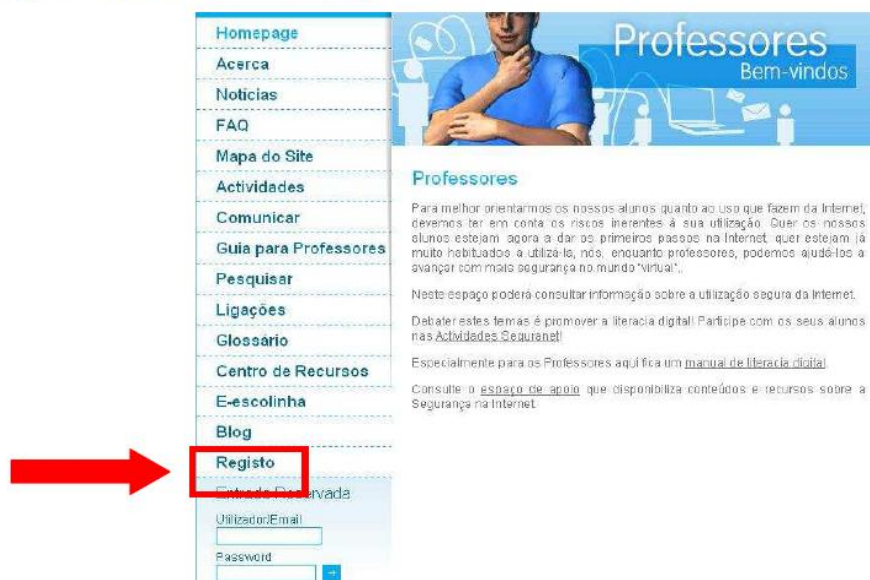 Homepage
Acerca
Notícias
FAQ
Mapa do Site
Actividades
Comunicar
Guia para Professores
Pesquisar
Ligações
Glossário
Centro de Recursos
E-escolinha
Blog
Registo
Entrada Reservada
Utilizador/Email
Password
Professores
Bem-vindos
Professores
Para melhor orientarmos os nossos alunos quanto ao uso que fazem da Internet,
devemos ter em conta os riscos inerentes à sua utilização. Quer os nossos
alunos estejam agora a dar os primeiros passos na Internet, quer estejam já
muito habituados a utilizá-la, nós, enquanto professores, podemos ajudá-los a
avançar com mais segurança no mundo "virtual".
Neste espaço poderá consultar informação sobre a utilização segura da Internet.
Debater estes temas é promover a literacia digital! Participe com os seus alunos
nas Actividades Seguranet!
Especialmente para os Professores aqui fica um manual de literacia digital.
Consulte o espaço de apoio que disponibiliza conteúdos e recursos sobre a
Segurança na Internet.